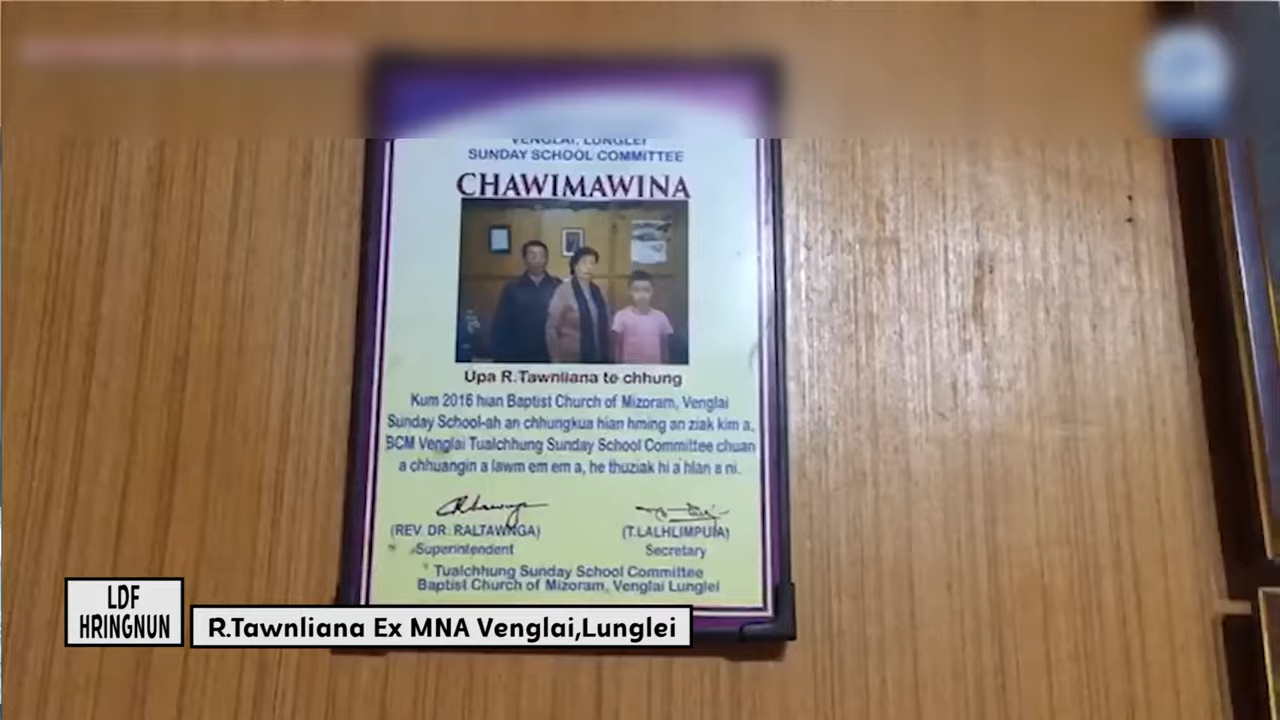 VENGLAI, LUNGLEI
SUNDAY SCHOOL COMMITTEE
CHAWIMAWINA
Upa R.Tawnliana te chhung
Kum 2016 hian Baptist Church of Mizoram, Venglai
Sunday School-ah an chhungkua hian hming an ziak kim a,
BCM Venglai Tualchhung Sunday School Committee chuan
a chhuangin a lawm em em a, he thuziak hi a hlan a ni.
(REV. DR. RALTAWNGA)
(T.LALHLIMPUIA)
Superintendent
Secretary
Tualchhung Sunday School Committee
Baptist Church of Mizoram, Venglai Lunglei
LDF
HRINGNUN
R.Tawnliana Ex MNA Venglai,Lunglei